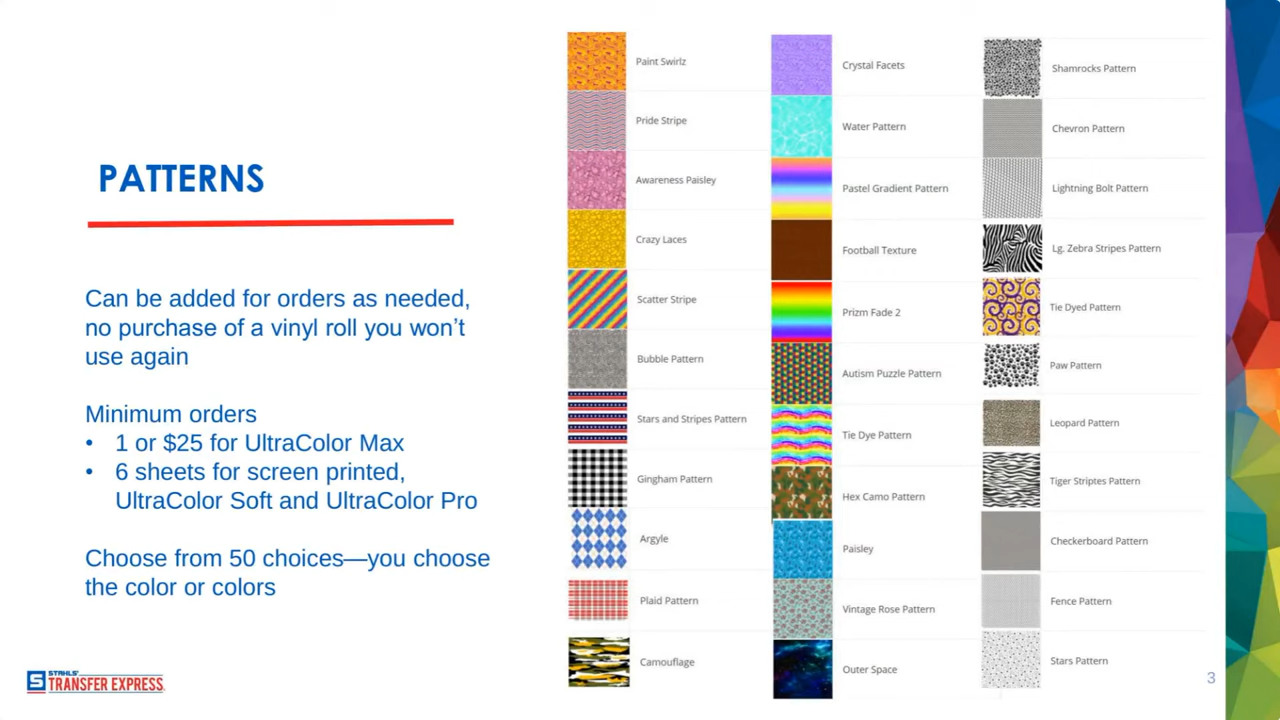 PATTERNS
Can be added for orders as needed,
no purchase of a vinyl roll you won't
use again
Minimum orders
• 1 or $25 for UltraColor Max
• 6 sheets for screen printed,
UltraColor Soft and UltraColor Pro
Choose from 50 choices—you choose
the color or colors
STAHLS'
TRANSFER EXPRESS
Paint Swirlz
Pride Stripe
Awareness Paisley
Crazy Laces
Scatter Stripe
Bubble Pattern
Stars and Stripes Pattern
Gingham Pattern
Argyle
Plaid Pattern
Camouflage
Crystal Facets
Water Pattern
Pastel Gradient Pattern
Football Texture
Prizm Fade 2
Autism Puzzle Pattern
Tie Dye Pattern
Hex Camo Pattern
Paisley
Vintage Rose Pattern
Outer Space
Shamrocks Pattern
Chevron Pattern
Lightning Bolt Pattern
Lg. Zebra Stripes Pattern
Tie Dyed Pattern
Paw Pattern
Leopard Pattern
Tiger Striptes Pattern
Checkerboard Pattern
Fence Pattern
Stars Pattern
3